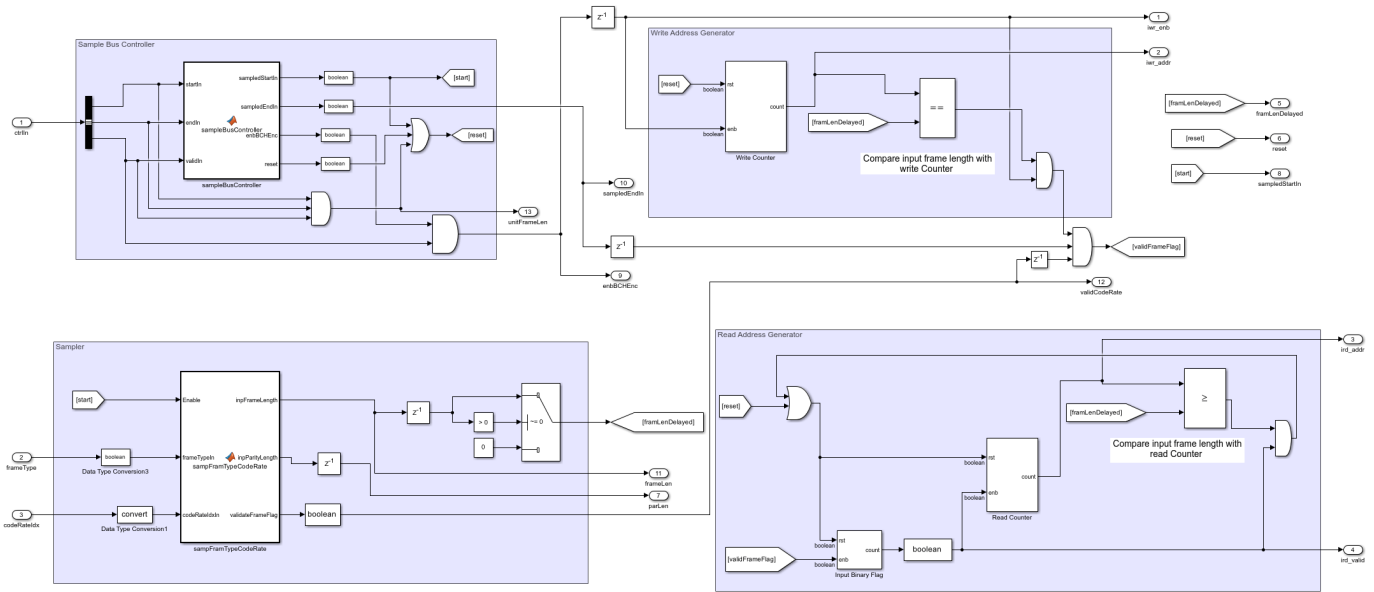 Sample Bus Controller
1
ctrlIn
startIn
endIn
validIn
sampleBusController
sampledStartIn
sampledEndIn
enbBCHEnc
reset
sampleBusController
boolean
boolean
boolean
boolean
[start]
[reset]
13
unitFrameLen
z-1
10
sampledEndIn
z-1
9
enbBCHEnc
Write Address Generator
[reset]
rst
boolean
enb
boolean
count
Write Counter
[framLenDelayed]
==
Compare input frame length with
write Counter
1
iwr_enb
2
iwr_addr
[framLenDelayed]
5
framLenDelayed
[reset]
6
reset
[start]
8
sampledStartIn
z-1
[validFrameFlag]
12
validCodeRate
Sampler
[start]
2
frameType
boolean
Data Type Conversion3
3
codeRateIdx
convert
Data Type Conversion1
Enable
frameTypeIn
codeRateIdxIn
sampFramTypeCodeRate
inpFrameLength
inpParityLength
validateFrameFlag
sampFramTypeCodeRate
z-1
z-1
boolean
> 0
0
~= 0
[framLenDelayed]
11
frameLen
7
parLen
Read Address Generator
[reset]
[validFrameFlag]
rst
boolean
enb
boolean
count
Input Binary Flag
boolean
rst
boolean
enb
boolean
count
Read Counter
[framLenDelayed]
≥
Compare input frame length with
read Counter
3
ird_addr
4
ird_valid